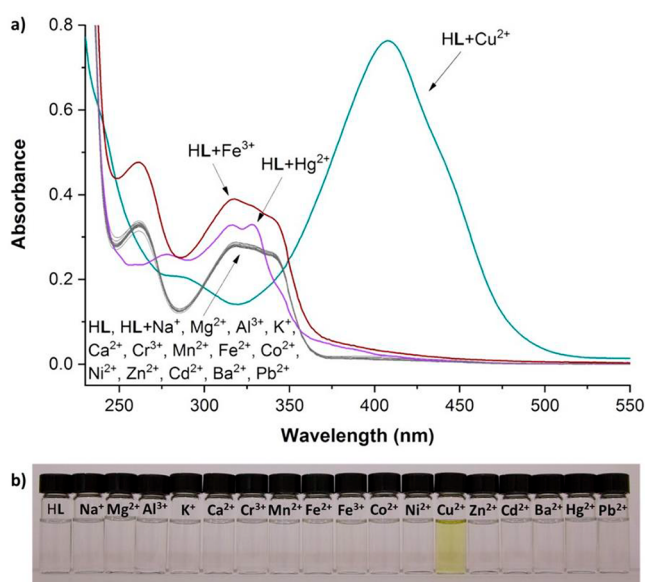 a)
0.8
0.6
0.4
0.2
0.0
Absorbance
HL+Cu²⁺
HL+Fe³⁺
HL+Hg²⁺
HL, HL+Na⁺, Mg²⁺, Al³⁺, K⁺,
Ca²⁺, Cr³⁺, Mn²⁺, Fe²⁺, Co²⁺,
Ni²⁺, Zn²⁺, Cd²⁺, Ba²⁺, Pb²⁺
250 300 350 400 450 500 550
Wavelength (nm)
b)
HL Na⁺ Mg²⁺ Al³⁺ K⁺ Ca²⁺ Cr³⁺ Mn²⁺ Fe²⁺ Fe³⁺ Co²⁺ Ni²⁺ Cu²⁺ Zn²⁺ Cd²⁺ Ba²⁺ Hg²⁺ Pb²⁺